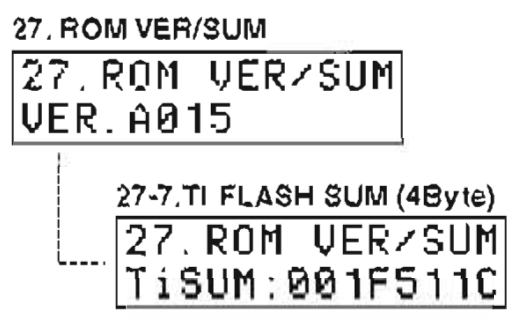 27. ROM VER/SUM
27.ROM VER/SUM
VER.A015
27-7.TI FLASH SUM (4Byte)
27.ROM VER/SUM
TiSUM:001F511C